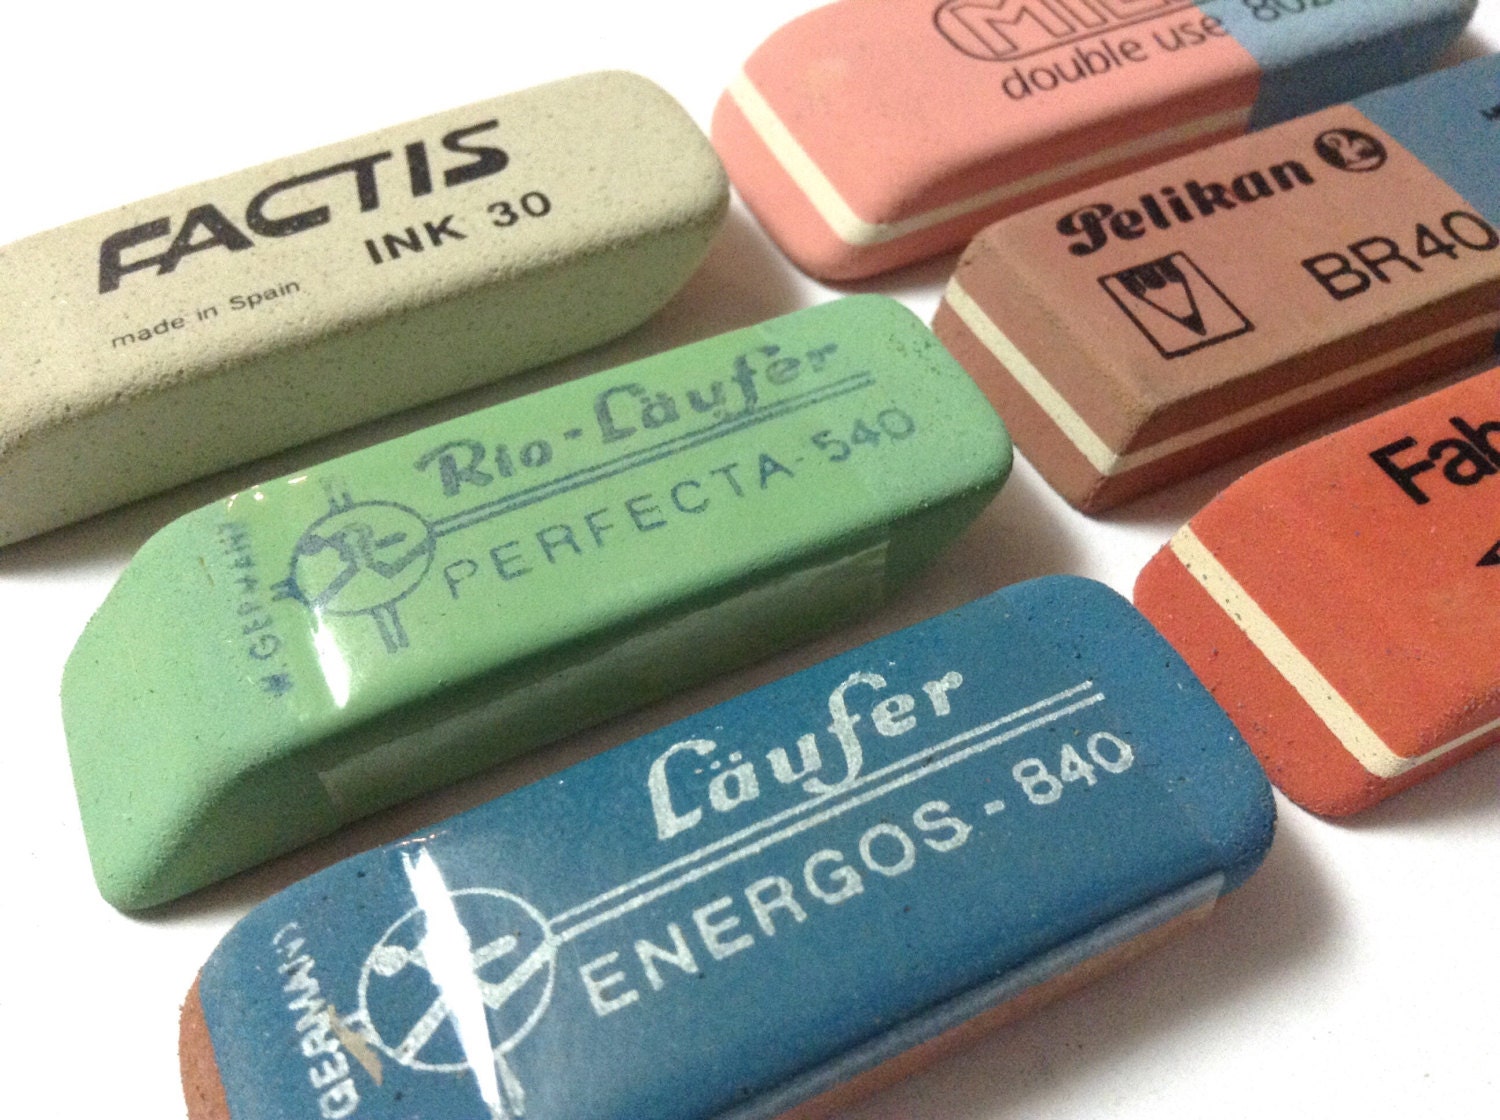 FACTIS
INK 30
made in Spain
double use
Pelikan
BR40
Rio-Läufer
PERFECTA-540
W.GERMANY
Läufer
ENERGOS-840
GERMANY